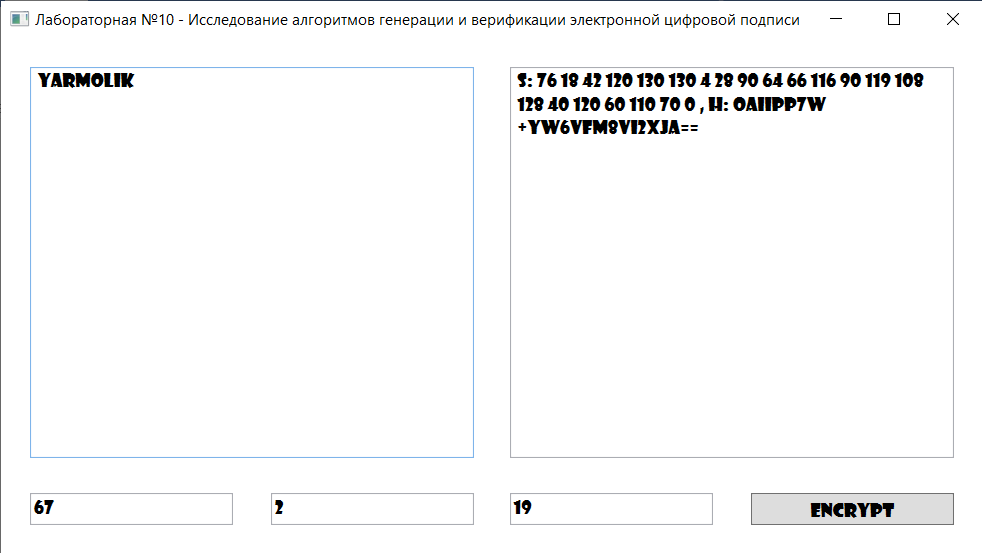 Лабораторная №10 - Исследование алгоритмов генерации и верификации электронной цифровой подписи
YARMOLIK
S: 76 18 42 120 130 130 4 28 90 64 66 116 90 119 108
128 40 120 60 110 70 0 , H: OAIIPP7W
+YW6VFM8VI2XJA==
67
2
19
ENCRYPT